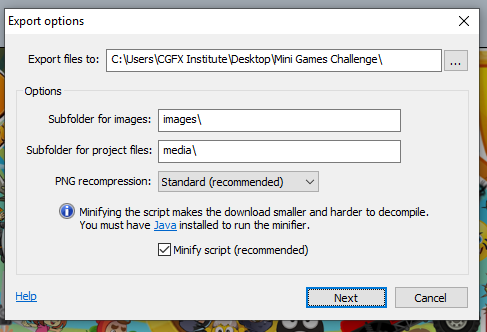 Export options
Export files to: C:\Users\CGFX Institute\Desktop\Mini Games Challenge\ ...
Options
Subfolder for images: images\
Subfolder for project files: media\
PNG recompression: Standard (recommended)
Minifying the script makes the download smaller and harder to decompile.
You must have Java installed to run the minifier.
Minify script (recommended)
Help Next Cancel